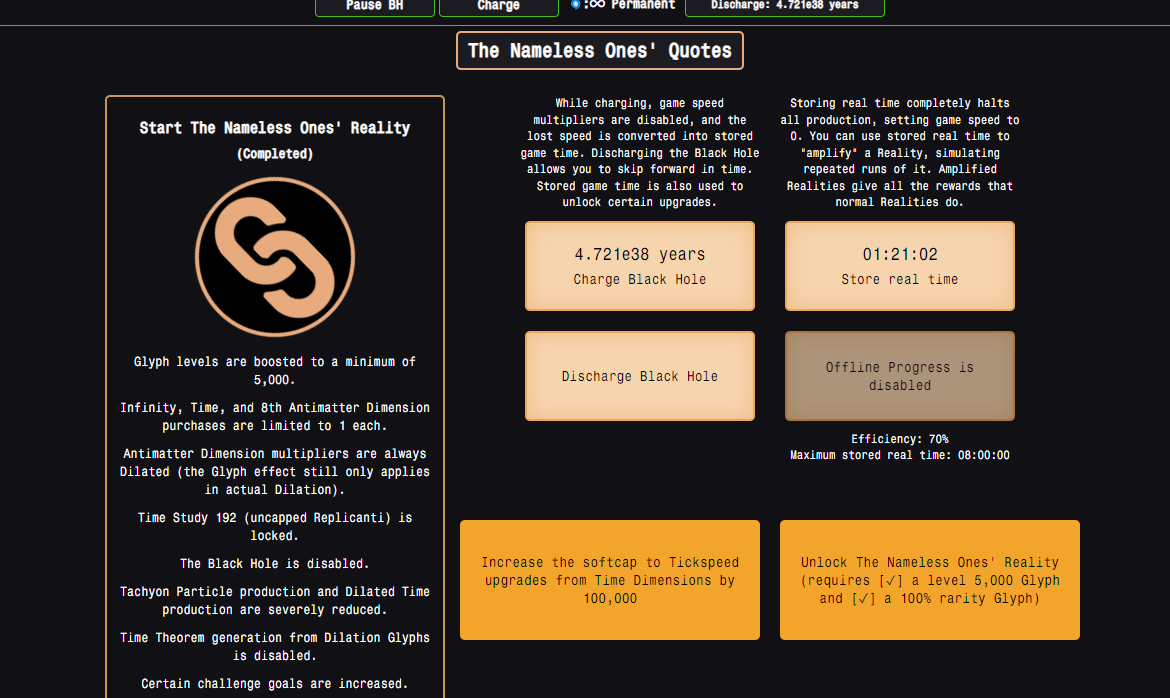 Pause BH
Charge
:∞ Permanent
Discharge: 4.721e38 years
The Nameless Ones' Quotes
Start The Nameless Ones' Reality
(Completed)
Glyph levels are boosted to a minimum of
5,000.
Infinity, Time, and 8th Antimatter Dimension
purchases are limited to 1 each.
Antimatter Dimension multipliers are always
Dilated (the Glyph effect still only applies
in actual Dilation).
Time Study 192 (uncapped Replicanti) is
locked.
The Black Hole is disabled.
Tachyon Particle production and Dilated Time
production are severely reduced.
Time Theorem generation from Dilation Glyphs
is disabled.
Certain challenge goals are increased.
While charging, game speed
multipliers are disabled, and the
lost speed is converted into stored
game time. Discharging the Black Hole
allows you to skip forward in time.
Stored game time is also used to
unlock certain upgrades.
4.721e38 years
Charge Black Hole
Discharge Black Hole
Storing real time completely halts
all production, setting game speed to
0. You can use stored real time to
"amplify" a Reality, simulating
repeated runs of it. Amplified
Realities give all the rewards that
normal Realities do.
01:21:02
Store real time
Offline Progress is
disabled
Efficiency: 70%
Maximum stored real time: 08:00:00
Increase the softcap to Tickspeed
upgrades from Time Dimensions by
100,000
Unlock The Nameless Ones' Reality
(requires [✓] a level 5,000 Glyph
and [✓] a 100% rarity Glyph)